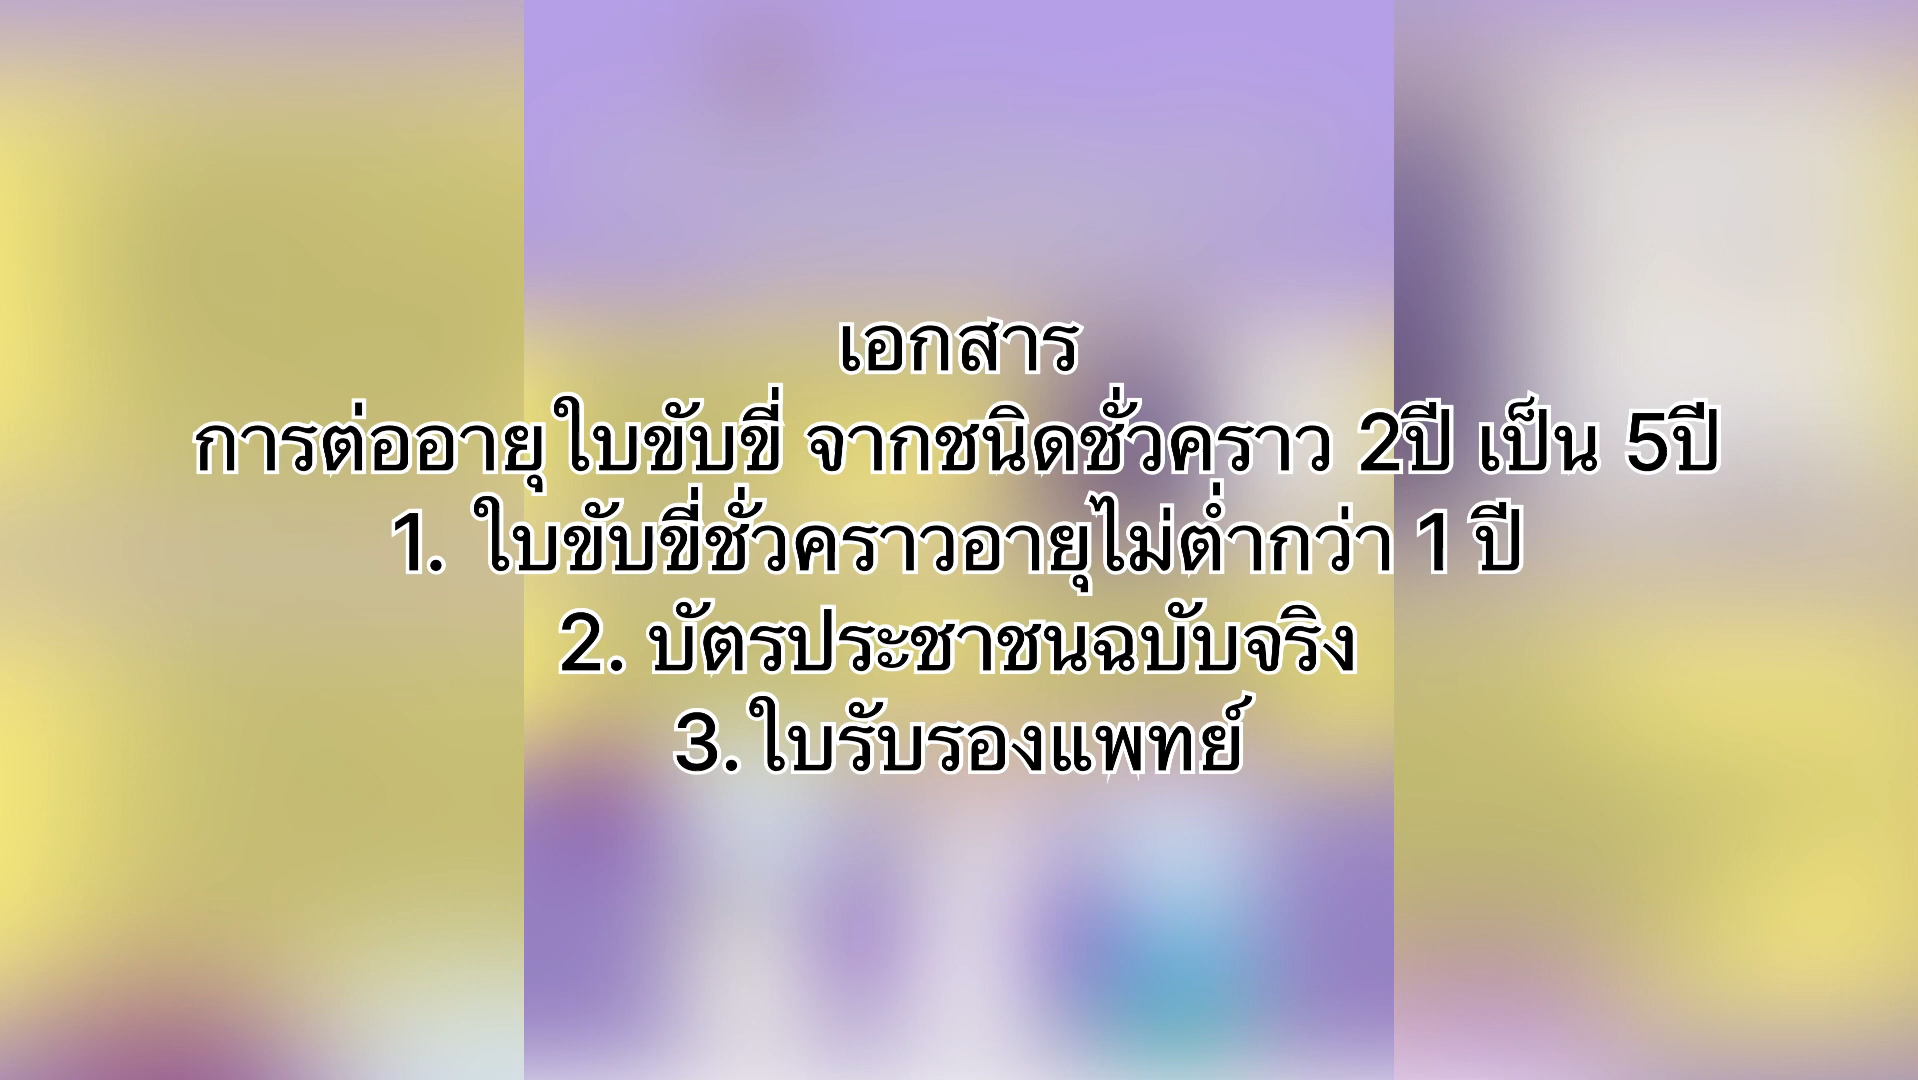 เอกสาร
การต่ออายุ ใบขับขี่ จากชนิดชั่วคราว 2ปี เป็น 5ปี
1. ใบขับขี่ชั่วคราวอายุไม่ต่ำกว่า 1 ปี
2. บัตรประชาชนฉบับจริง
3. ใบรับรองแพทย์